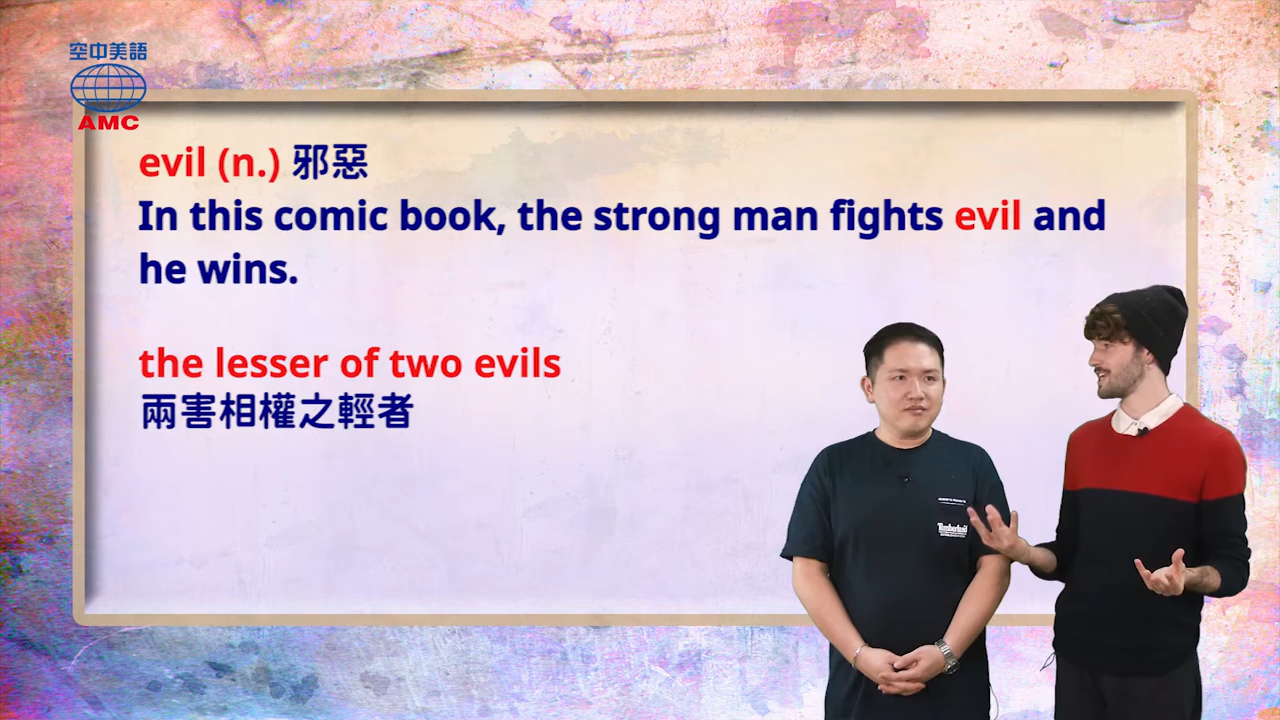 空中美語
AMC
evil (n.) 邪惡
In this comic book, the strong man fights evil and
he wins.
the lesser of two evils
兩害相權之輕者
Timberland